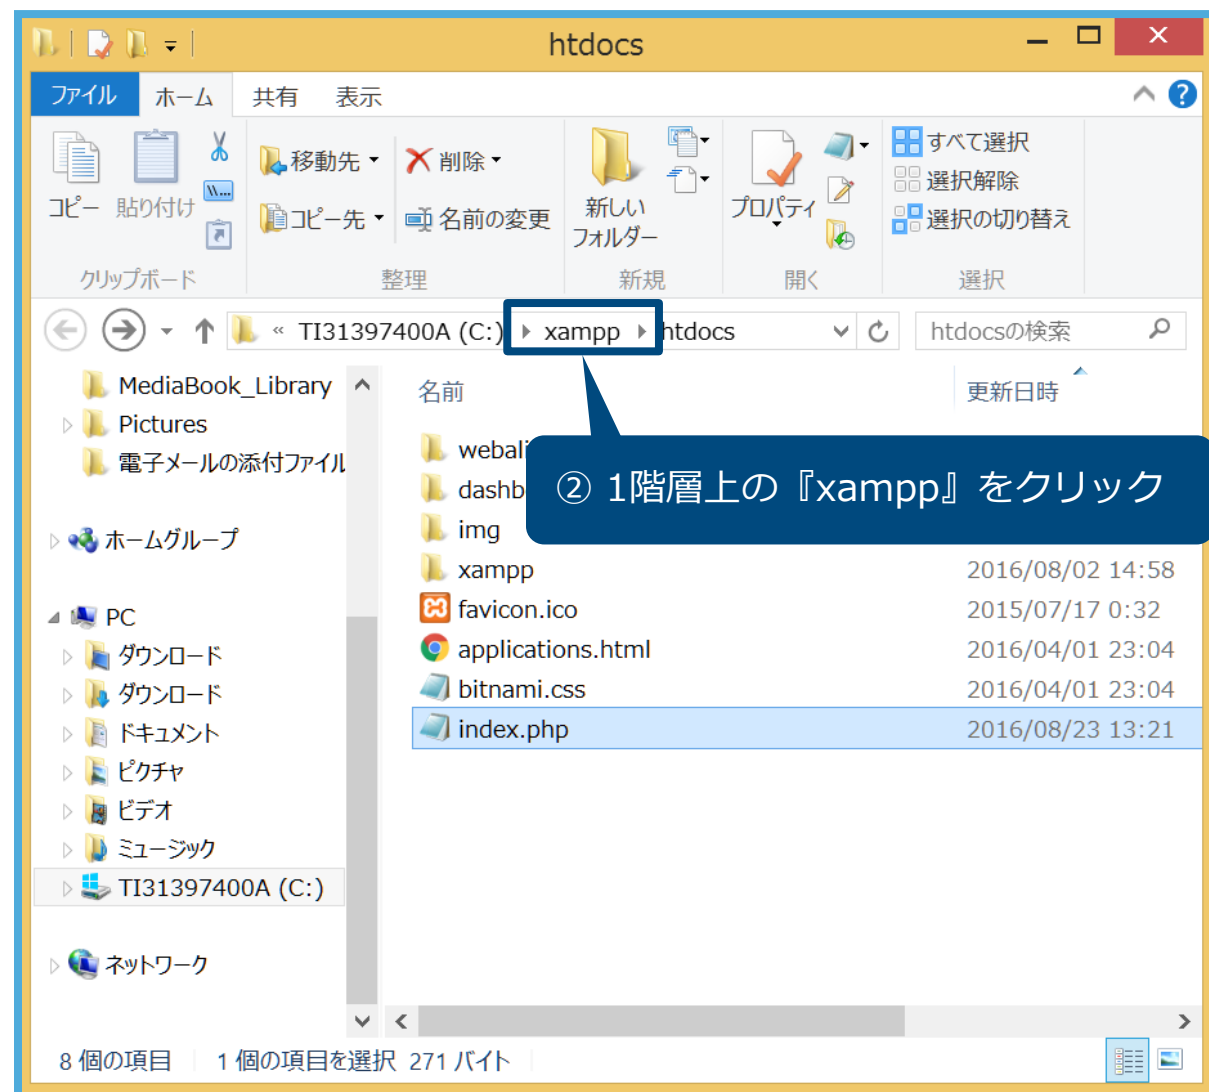 htdocs
ファイル ホーム 共有 表示
コピー 貼り付け 移動先 コピー先 削除 名前の変更 新しい フォルダー プロパティ すべて選択 選択解除 選択の切り替え
クリップボード 整理 新規 開く 選択
« TI31397400A (C:) xampp htdocs htdocsの検索
MediaBook_Library
Pictures
電子メールの添付ファイル
ホームグループ
PC
ダウンロード
ダウンロード
ドキュメント
ピクチャ
ビデオ
ミュージック
TI31397400A (C:)
ネットワーク
名前 更新日時
② 1階層上の『xampp』をクリック
img
xampp 2016/08/02 14:58
favicon.ico 2015/07/17 0:32
applications.html 2016/04/01 23:04
bitnami.css 2016/04/01 23:04
index.php 2016/08/23 13:21
8 個の項目 1 個の項目を選択 271 バイト